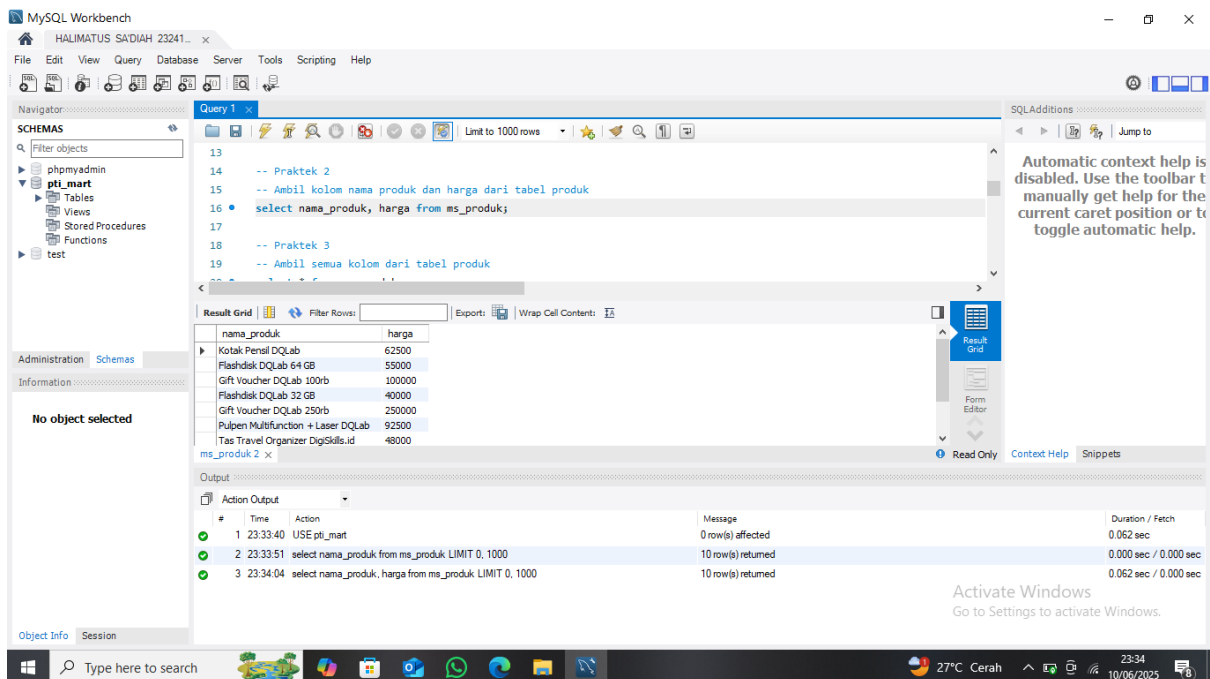 MySQL Workbench
HALIMATUS SA'DIAH 23241... ×
File Edit View Query Database Server Tools Scripting Help
Navigator
SCHEMAS
Filter objects
phpmyadmin
pti_mart
Tables
Views
Stored Procedures
Functions
test
Administration Schemas
Information
No object selected
Object Info Session
Query 1 ×
Limit to 1000 rows
13
14 -- Praktek 2
15 -- Ambil kolom nama produk dan harga dari tabel produk
16 select nama_produk, harga from ms_produk;
17
18 -- Praktek 3
19 -- Ambil semua kolom dari tabel produk
Result Grid Filter Rows: Export: Wrap Cell Content:
nama_produk harga
Kotak Pensil DQLab 62500
Flashdisk DQLab 64 GB 55000
Gift Voucher DQLab 100rb 100000
Flashdisk DQLab 32 GB 40000
Gift Voucher DQLab 250rb 250000
Pulpen Multifunction + Laser DQLab 92500
Tas Travel Organizer DigiSkills.id 48000
Result
Grid
Form
Editor
ms_produk 2 ×
Read Only
SQLAdditions
Jump to
Automatic context help is
disabled. Use the toolbar t
manually get help for the
current caret position or to
toggle automatic help.
Context Help Snippets
Output
Action Output
# Time Action Message Duration / Fetch
1 23:33:40 USE pti_mart 0 row(s) affected 0.062 sec
2 23:33:51 select nama_produk from ms_produk LIMIT 0, 1000 10 row(s) returned 0.000 sec / 0.000 sec
3 23:34:04 select nama_produk, harga from ms_produk LIMIT 0, 1000 10 row(s) returned 0.062 sec / 0.000 sec
Activate Windows
Go to Settings to activate Windows.
Type here to search
27°C Cerah
23:34
10/06/2025
8